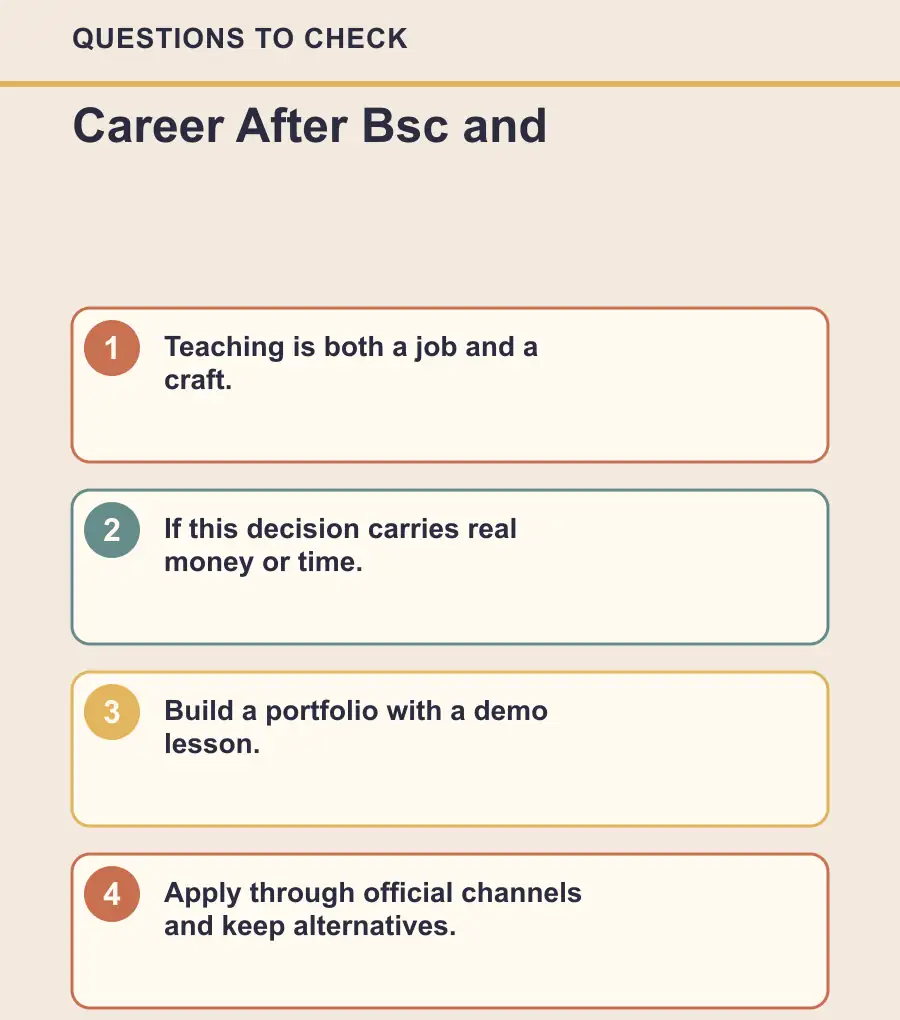 QUESTIONS TO CHECK
Career After Bsc and
1
Teaching is both a job and a
craft.
2
If this decision carries real
money or time.
3
Build a portfolio with a demo
lesson.
4
Apply through official channels
and keep alternatives.